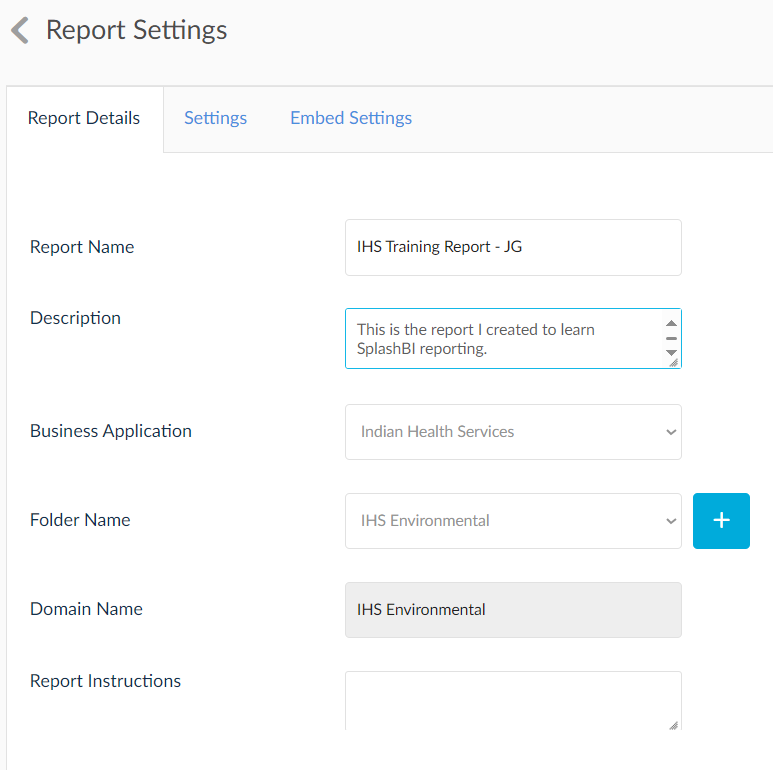 Report Settings
Report Details
Settings
Embed Settings
Report Name
IHS Training Report - JG
Description
This is the report I created to learn
SplashBI reporting.
Business Application
Indian Health Services
Folder Name
IHS Environmental
+
Domain Name
IHS Environmental
Report Instructions